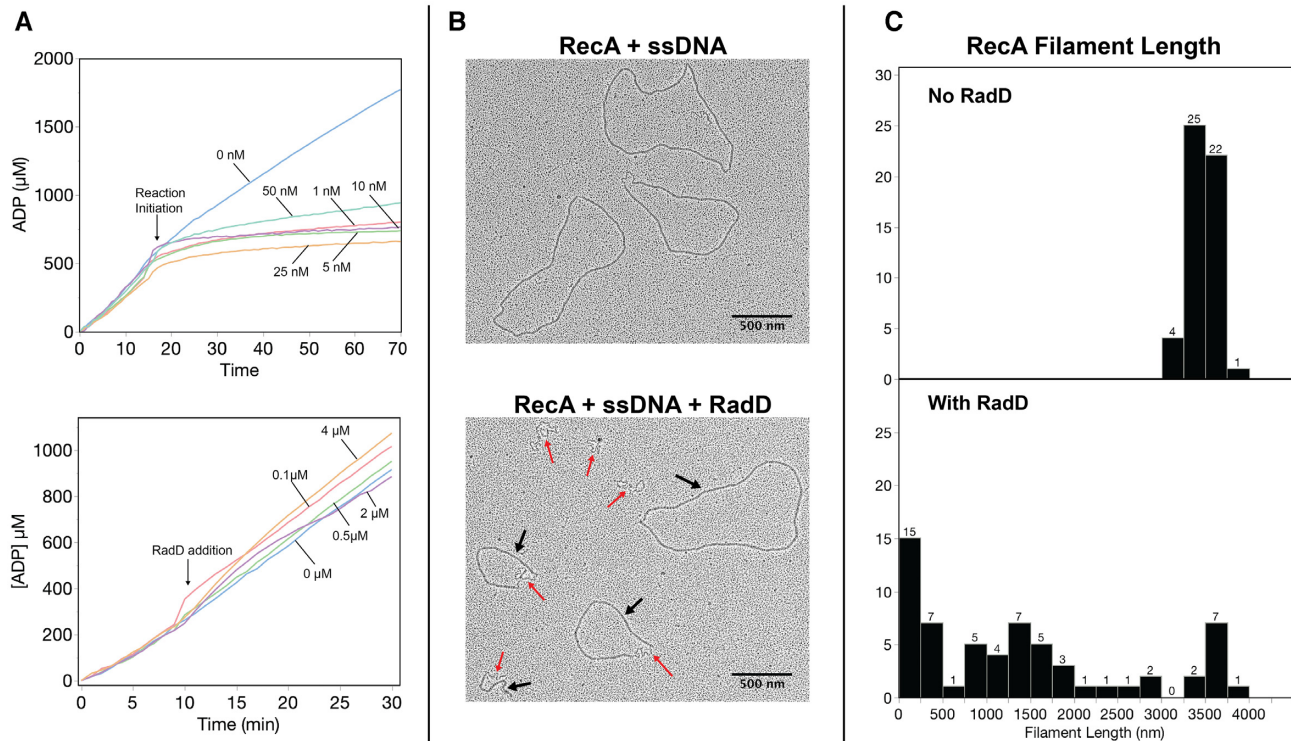 A
2000
1500
1000
500
0
ADP (µM)
0 nM
Reaction
Initiation
50 nM
1 nM
10 nM
25 nM
5 nM
0 10 20 30 40 50 60 70
Time
1000
800
600
400
200
0
[ADP] µM
4 µM
0.1µM
2 µM
0.5µM
0 µM
RadD addition
0 5 10 15 20 25 30
Time (min)
B
RecA + ssDNA
500 nm
RecA + ssDNA + RadD
500 nm
C
RecA Filament Length
No RadD
30
25
20
15
10
5
0
4 25 22 1
With RadD
25
20
15
10
5
0
15 7 1 5 4 7 5 3 1 1 1 2 0 2 7 1
0 500 1000 1500 2000 2500 3000 3500 4000
Filament Length (nm)